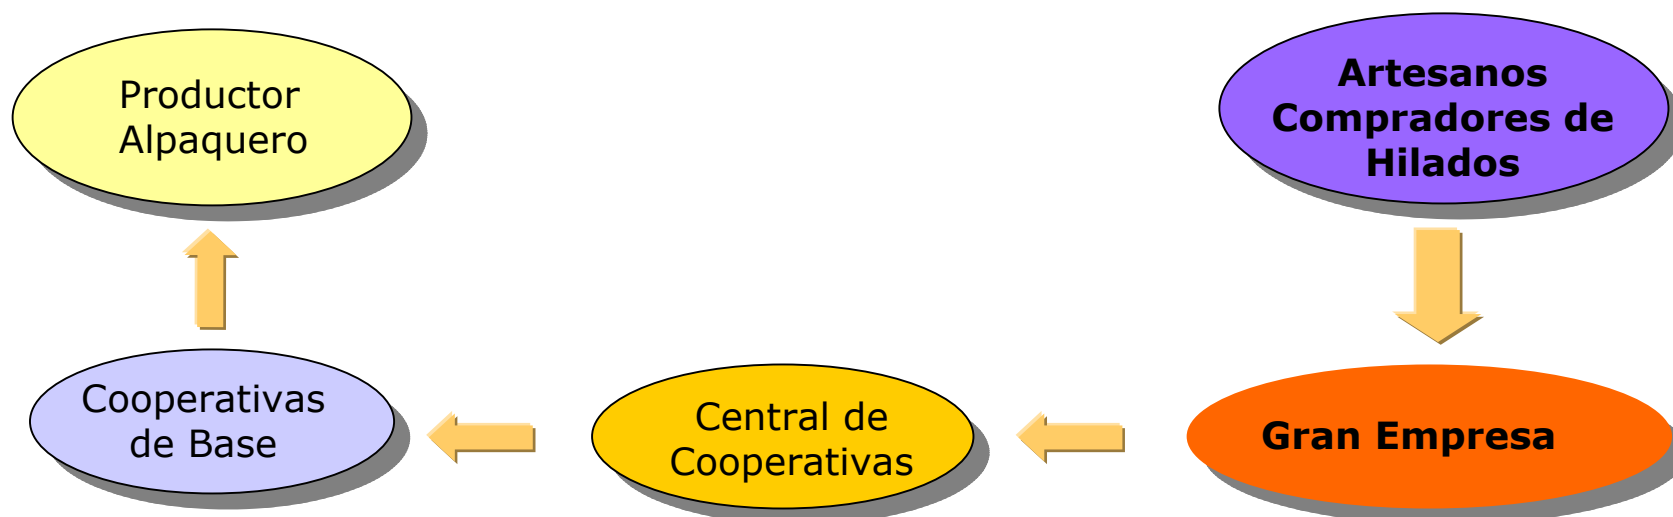 Productor
Alpaquero
Artesanos
Compradores de
Hilados
Cooperativas
de Base
Central de
Cooperativas
Gran Empresa